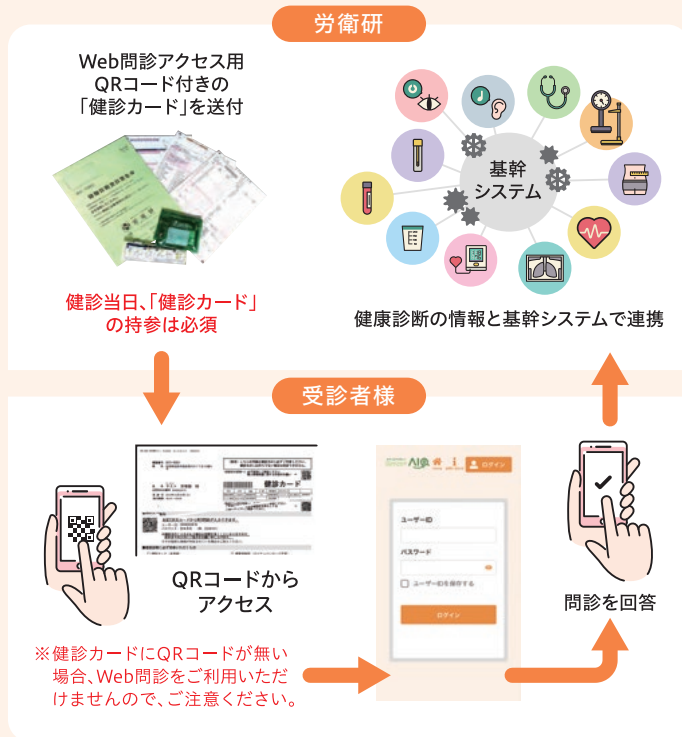 労衛研
Web問診アクセス用
QRコード付きの
「健診カード」を送付
健診当日、「健診カード」
の持参は必須
基幹
システム
健康診断の情報と基幹システムで連携
受診者様
健診カード
QRコードから
アクセス
※健診カードにQRコードが無い
場合、Web問診をご利用いただ
けませんので、ご注意ください。
ログイン
ユーザーID
パスワード
ユーザーIDを保存する
ログイン
問診を回答